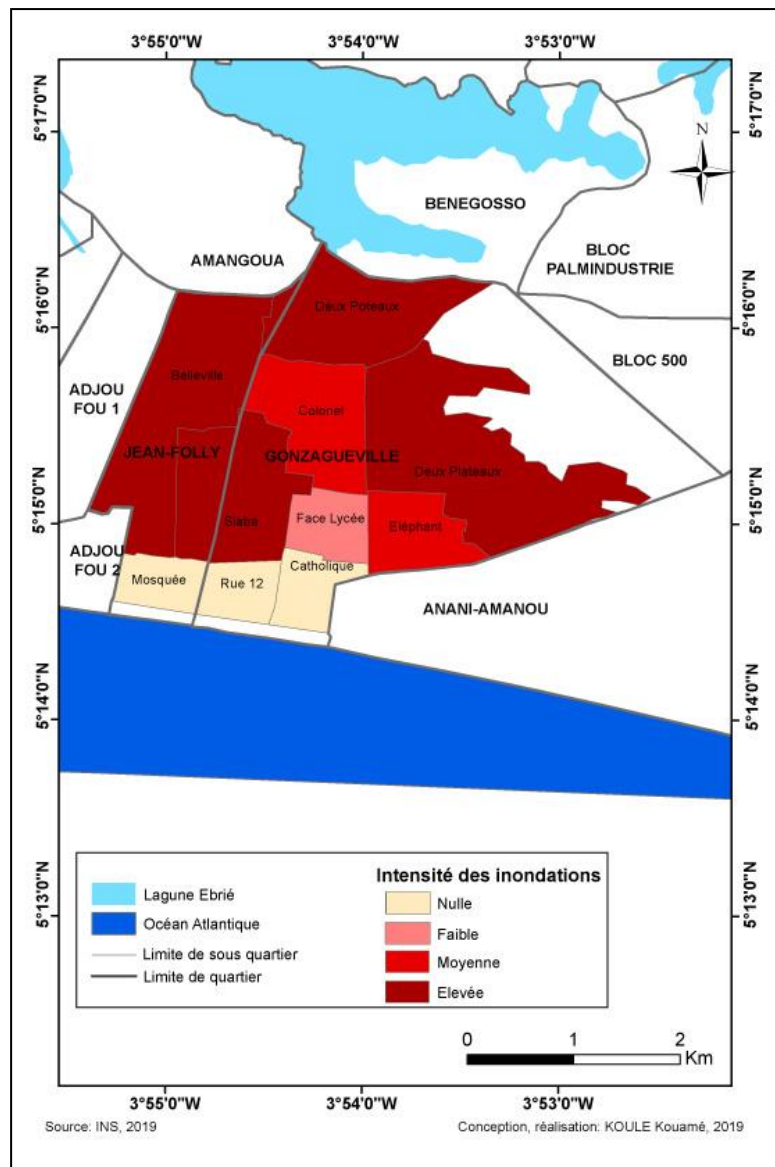 3°55'0"W 3°54'0"W 3°53'0"W
5°17'0"N 5°17'0"N
N
BENEGOSSO
BLOC
PALMINDUSTRIE
AMANGOUA
5°16'0"N 5°16'0"N
Deux Poteaux
BLOC 500
ADJOU
FOU 1
Belleville
Colonel
JEAN-FOLLY
GONZAGUEVILLE
Deux Plateaux
5°15'0"N 5°15'0"N
Siaba
Face Lycée
Eléphant
ADJOU
FOU 2
Mosquée
Rue 12
Catholique
ANANI-AMANOU
5°14'0"N 5°14'0"N
5°13'0"N 5°13'0"N
Lagune Ebrié
Océan Atlantique
Limite de sous quartier
Limite de quartier
Intensité des inondations
Nulle
Faible
Moyenne
Elevée
0 1 2
Km
3°55'0"W 3°54'0"W 3°53'0"W
Source: INS, 2019
Conception, réalisation: KOULE Kouamé, 2019